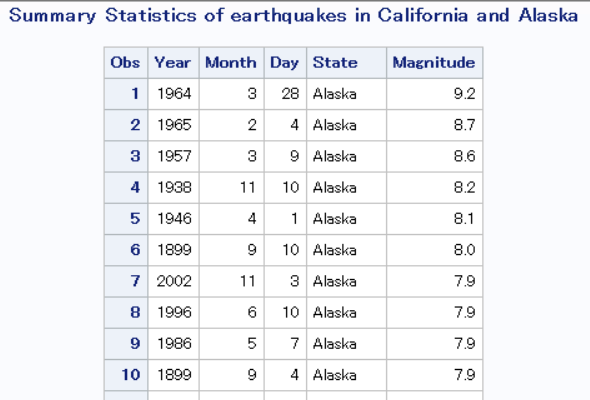 Summary Statistics of earthquakes in California and Alaska
Obs Year Month Day State Magnitude
1 1964 3 28 Alaska 9.2
2 1965 2 4 Alaska 8.7
3 1957 3 9 Alaska 8.6
4 1938 11 10 Alaska 8.2
5 1946 4 1 Alaska 8.1
6 1899 9 10 Alaska 8.0
7 2002 11 3 Alaska 7.9
8 1996 6 10 Alaska 7.9
9 1986 5 7 Alaska 7.9
10 1899 9 4 Alaska 7.9